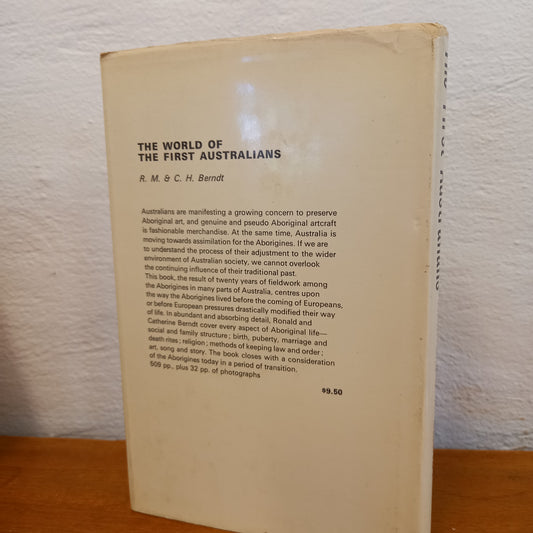 THE WORLD OF
THE FIRST AUSTRALIANS
R. M. & C. H. Berndt
Australians are manifesting a growing concern to preserve
Aboriginal art, and genuine and pseudo Aboriginal artcraft
is fashionable merchandise. At the same time, Australia is
moving towards assimilation for the Aborigines. If we are
to understand the process of their adjustment to the wider
environment of Australian society, we cannot overlook
the continuing influence of their traditional past.
This book, the result of twenty years of fieldwork among
the Aborigines in many parts of Australia, centres upon
the way the Aborigines lived before the coming of Europeans,
or before European pressures drastically modified their way
of life. In abundant and absorbing detail, Ronald and
Catherine Berndt cover every aspect of Aboriginal life—
social and family structure; birth, puberty, marriage and
death rites; religion; methods of keeping law and order;
art, song and story. The book closes with a consideration
of the Aborigines today in a period of transition.
509 pp., plus 32 pp. of photographs
$9.50
The First